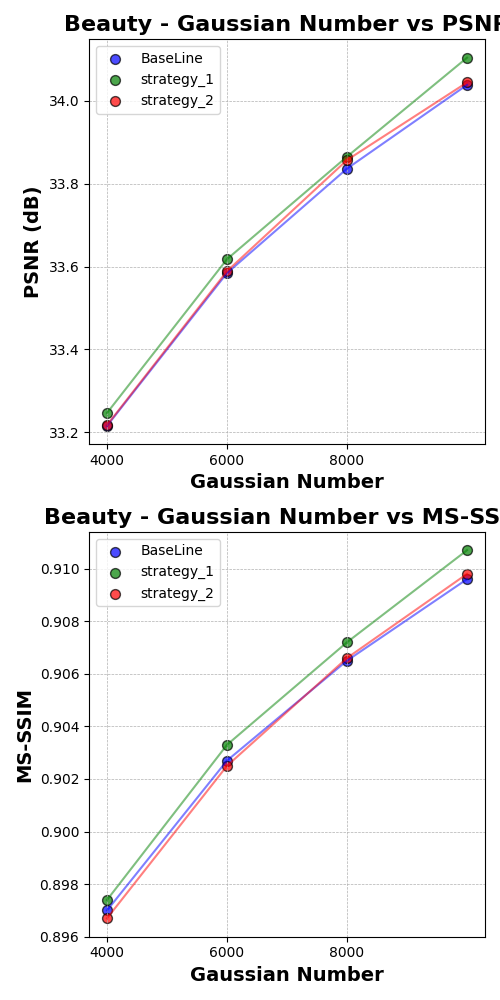 Beauty - Gaussian Number vs PSNR
BaseLine
strategy_1
strategy_2
PSNR (dB)
34.0
33.8
33.6
33.4
33.2
4000 6000 8000
Gaussian Number
Beauty - Gaussian Number vs MS-SS
BaseLine
strategy_1
strategy_2
MS-SSIM
0.910
0.908
0.906
0.904
0.902
0.900
0.898
0.896
4000 6000 8000
Gaussian Number